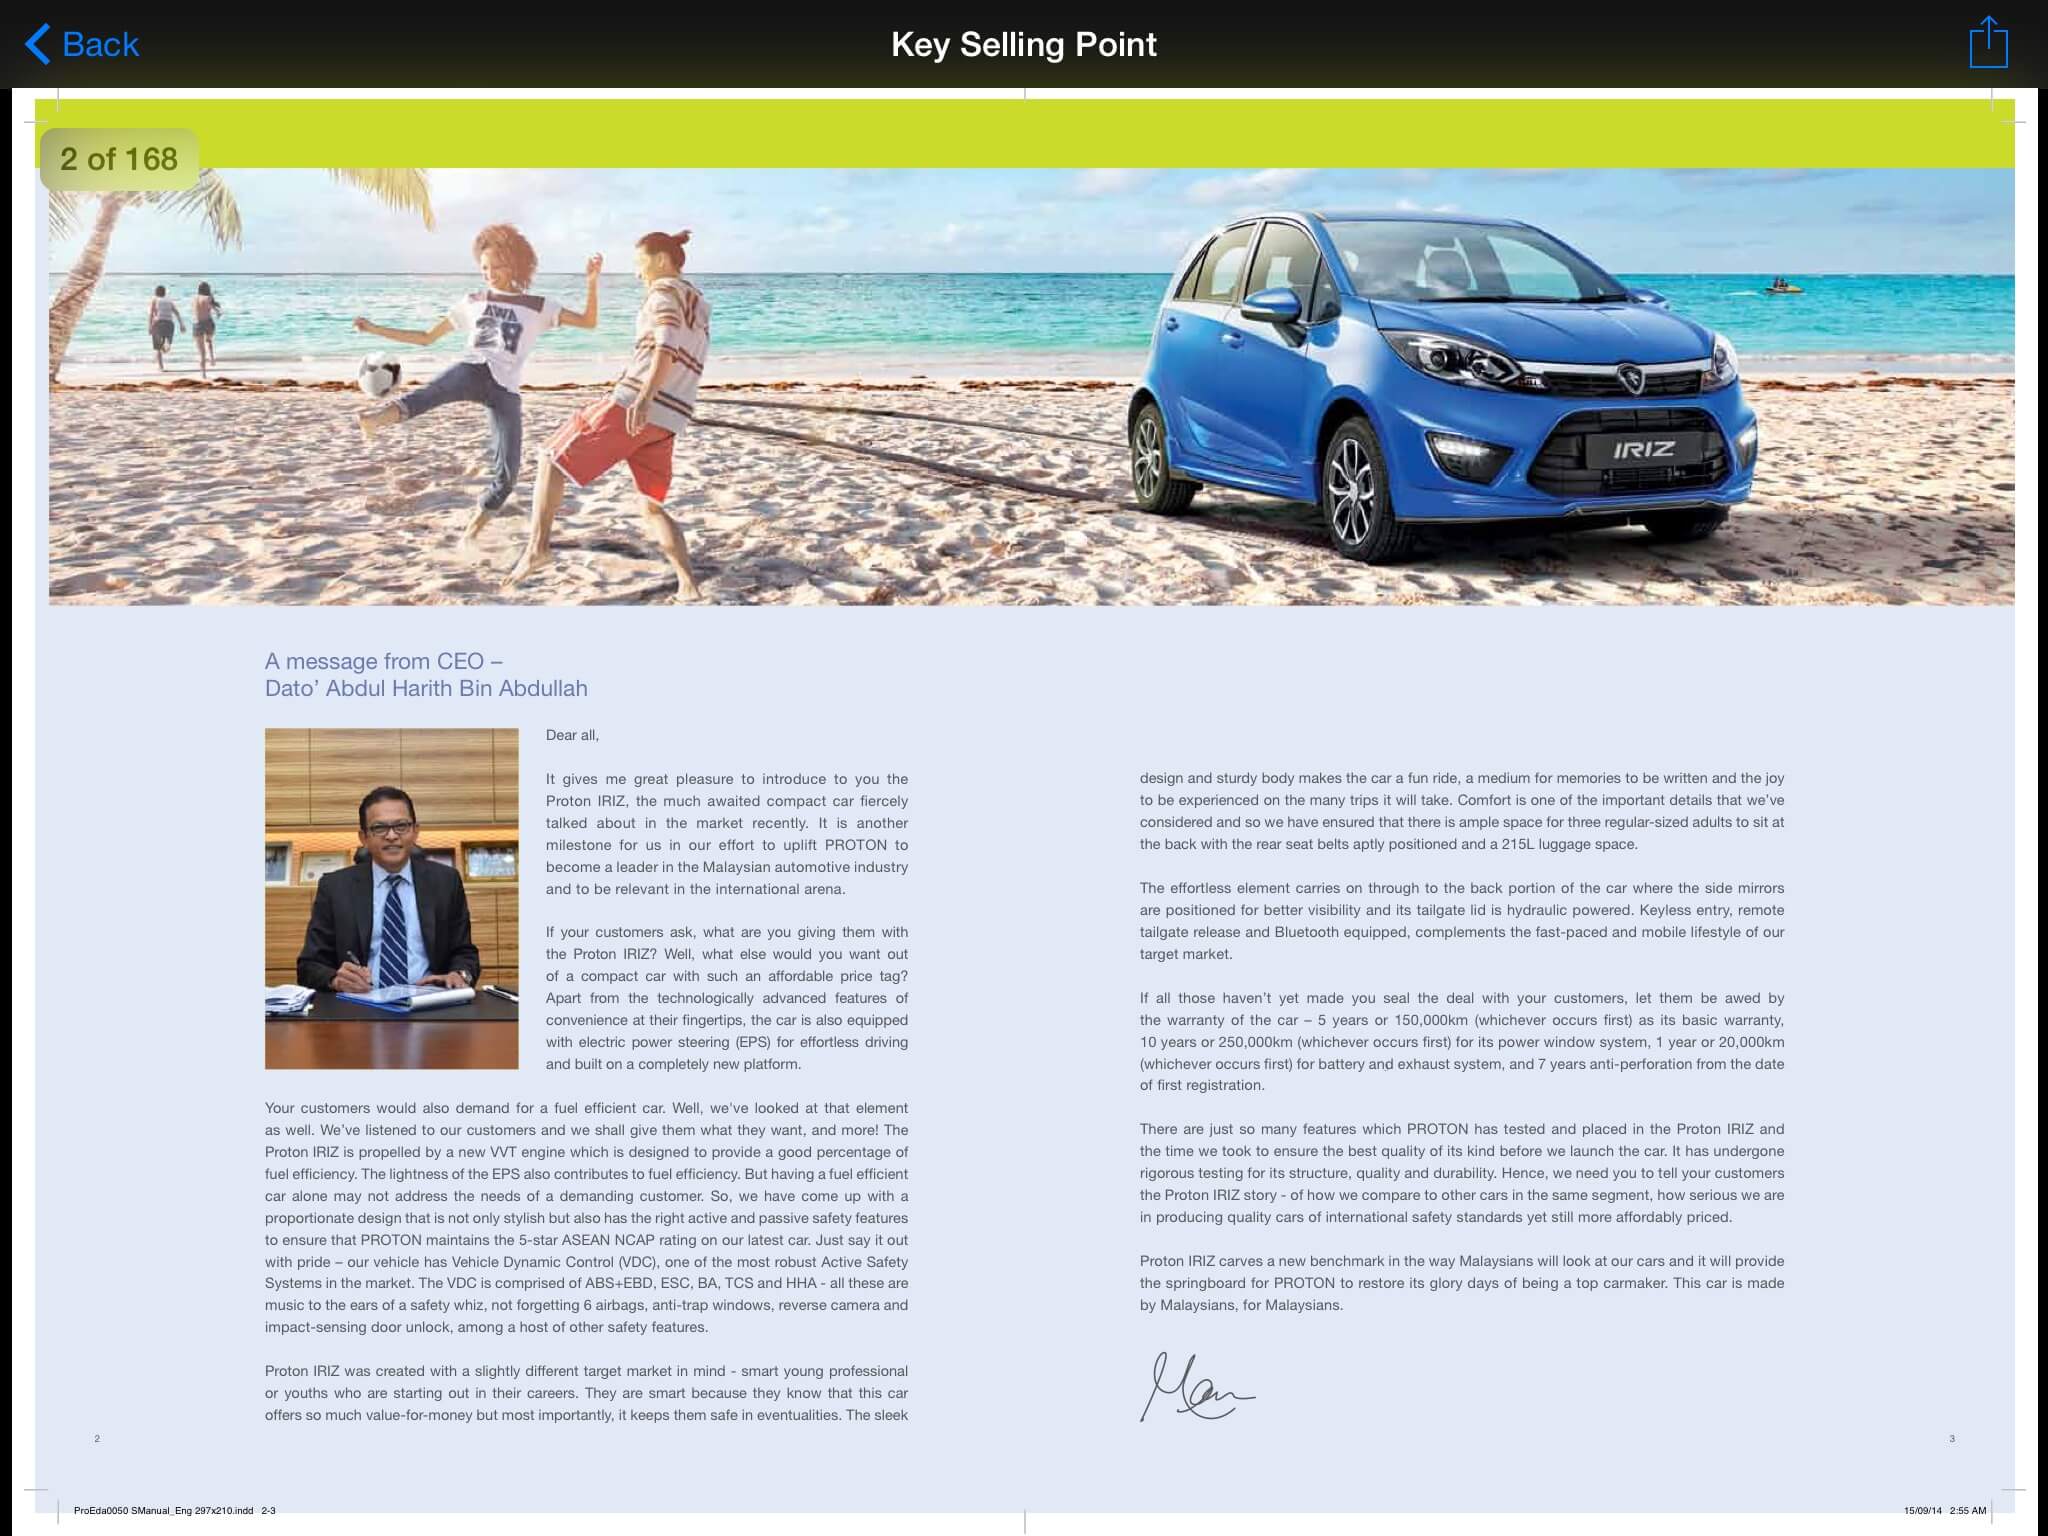 Back
Key Selling Point
2 of 168
AWA
IRIZ
A message from CEO –
Dato’ Abdul Harith Bin Abdullah
Dear all,
It gives me great pleasure to introduce to you the
Proton IRIZ, the much awaited compact car fiercely
talked about in the market recently. It is another
milestone for us in our effort to uplift PROTON to
become a leader in the Malaysian automotive industry
and to be relevant in the international arena.
If your customers ask, what are you giving them with
the Proton IRIZ? Well, what else would you want out
of a compact car with such an affordable price tag?
Apart from the technologically advanced features of
convenience at their fingertips, the car is also equipped
with electric power steering (EPS) for effortless driving
and built on a completely new platform.
Your customers would also demand for a fuel efficient car. Well, we've looked at that element
as well. We’ve listened to our customers and we shall give them what they want, and more! The
Proton IRIZ is propelled by a new VVT engine which is designed to provide a good percentage of
fuel efficiency. The lightness of the EPS also contributes to fuel efficiency. But having a fuel efficient
car alone may not address the needs of a demanding customer. So, we have come up with a
proportionate design that is not only stylish but also has the right active and passive safety features
to ensure that PROTON maintains the 5-star ASEAN NCAP rating on our latest car. Just say it out
with pride – our vehicle has Vehicle Dynamic Control (VDC), one of the most robust Active Safety
Systems in the market. The VDC is comprised of ABS+EBD, ESC, BA, TCS and HHA - all these are
music to the ears of a safety whiz, not forgetting 6 airbags, anti-trap windows, reverse camera and
impact-sensing door unlock, among a host of other safety features.
Proton IRIZ was created with a slightly different target market in mind - smart young professional
or youths who are starting out in their careers. They are smart because they know that this car
offers so much value-for-money but most importantly, it keeps them safe in eventualities. The sleek
2
design and sturdy body makes the car a fun ride, a medium for memories to be written and the joy
to be experienced on the many trips it will take. Comfort is one of the important details that we’ve
considered and so we have ensured that there is ample space for three regular-sized adults to sit at
the back with the rear seat belts aptly positioned and a 215L luggage space.
The effortless element carries on through to the back portion of the car where the side mirrors
are positioned for better visibility and its tailgate lid is hydraulic powered. Keyless entry, remote
tailgate release and Bluetooth equipped, complements the fast-paced and mobile lifestyle of our
target market.
If all those haven’t yet made you seal the deal with your customers, let them be awed by
the warranty of the car – 5 years or 150,000km (whichever occurs first) as its basic warranty,
10 years or 250,000km (whichever occurs first) for its power window system, 1 year or 20,000km
(whichever occurs first) for battery and exhaust system, and 7 years anti-perforation from the date
of first registration.
There are just so many features which PROTON has tested and placed in the Proton IRIZ and
the time we took to ensure the best quality of its kind before we launch the car. It has undergone
rigorous testing for its structure, quality and durability. Hence, we need you to tell your customers
the Proton IRIZ story - of how we compare to other cars in the same segment, how serious we are
in producing quality cars of international safety standards yet still more affordably priced.
Proton IRIZ carves a new benchmark in the way Malaysians will look at our cars and it will provide
the springboard for PROTON to restore its glory days of being a top carmaker. This car is made
by Malaysians, for Malaysians.
3
ProEda0050 SManual_Eng 297x210.indd 2-3
15/09/14 2:55 AM